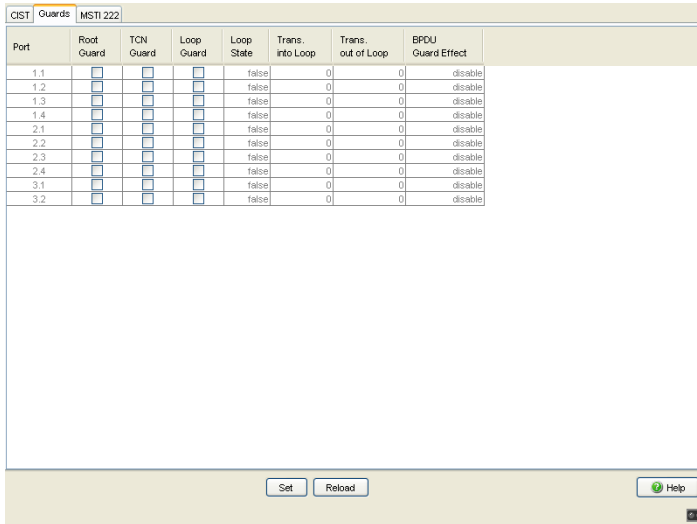 CIST Guards MSTI 222
Port Root Guard TCN Guard Loop Guard Loop State Trans. into Loop Trans. out of Loop BPDU Guard Effect
1.1 false 0 0 disable
1.2 false 0 0 disable
1.3 false 0 0 disable
1.4 false 0 0 disable
2.1 false 0 0 disable
2.2 false 0 0 disable
2.3 false 0 0 disable
2.4 false 0 0 disable
3.1 false 0 0 disable
3.2 false 0 0 disable
Set Reload Help